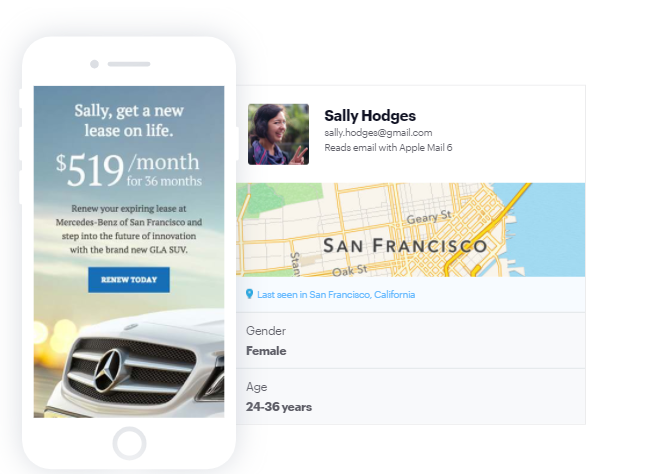 Sally, get a new
lease on life.
$519/month
for 36 months
Renew your expiring lease at
Mercedes-Benz of San Francisco and
step into the future of innovation
with the brand new GLA SUV.
RENEW TODAY
Sally Hodges
sally.hodges@gmail.com
Reads email with Apple Mail 6
Geary St
SAN FRANCISCO
Stan
Oak St
Last seen in San Francisco, California
Gender
Female
Age
24-36 years